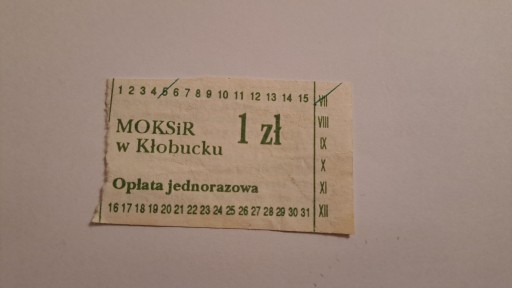 1 2 3 4 5 6 7 8 9 10 11 12 13 14 15
MOKSiR 1 zł
w Kłobucku
Opłata jednorazowa
16 17 18 19 20 21 22 23 24 25 26 27 28 29 30 31
VII
VIII
IX
X
XI
XII